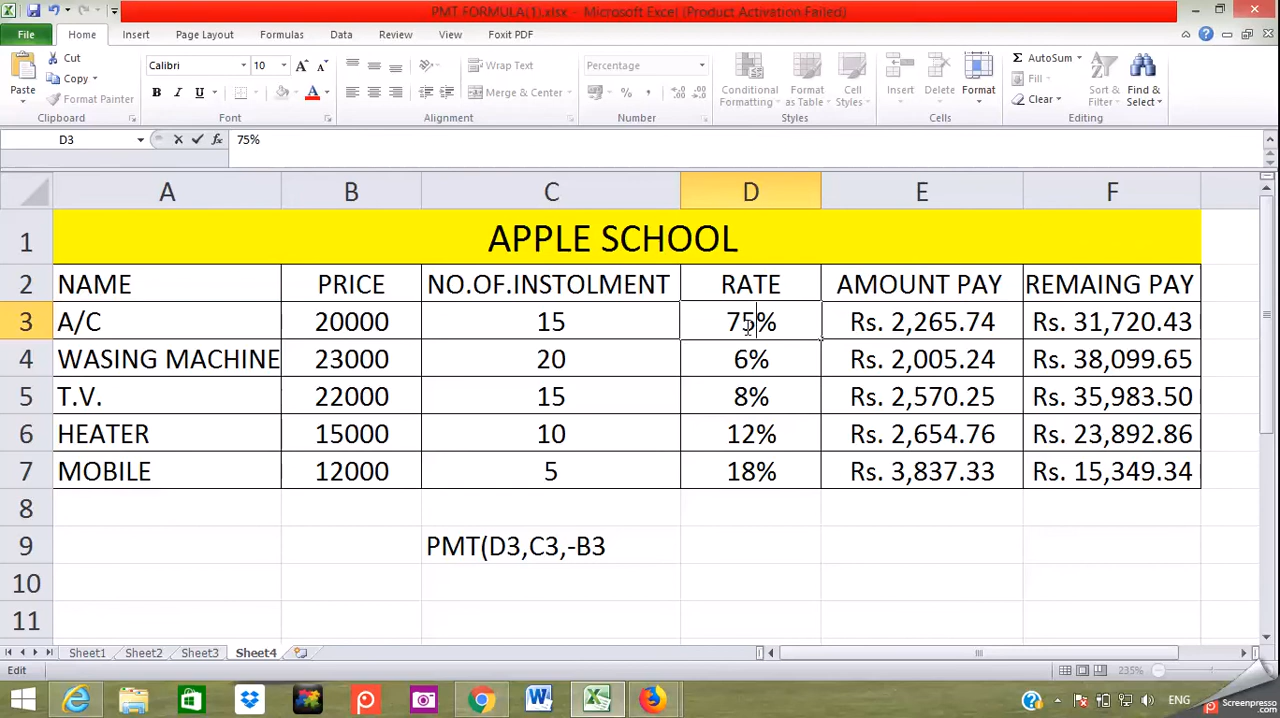 PMT FORMULA(1).xlsx - Microsoft Excel (Product Activation Failed)
File Home Insert Page Layout Formulas Data Review View Foxit PDF
Cut
Copy
Format Painter
Paste
Clipboard
Calibri 10
B I U
Font
Wrap Text
Merge & Center
Alignment
Percentage
Number
Conditional Formatting
Format as Table
Cell Styles
Styles
Insert Delete Format
Cells
AutoSum
Fill
Clear
Sort & Filter
Find & Select
Editing
D3 fx 75%
A B C D E F
1 APPLE SCHOOL
2 NAME PRICE NO.OF.INSTOLMENT RATE AMOUNT PAY REMAING PAY
3 A/C 20000 15 75% Rs. 2,265.74 Rs. 31,720.43
4 WASING MACHINE 23000 20 6% Rs. 2,005.24 Rs. 38,099.65
5 T.V. 22000 15 8% Rs. 2,570.25 Rs. 35,983.50
6 HEATER 15000 10 12% Rs. 2,654.76 Rs. 23,892.86
7 MOBILE 12000 5 18% Rs. 3,837.33 Rs. 15,349.34
8
9 PMT(D3,C3,-B3
10
11
Sheet1 Sheet2 Sheet3 Sheet4
Edit 235%
ENG
Screenpresso
.com